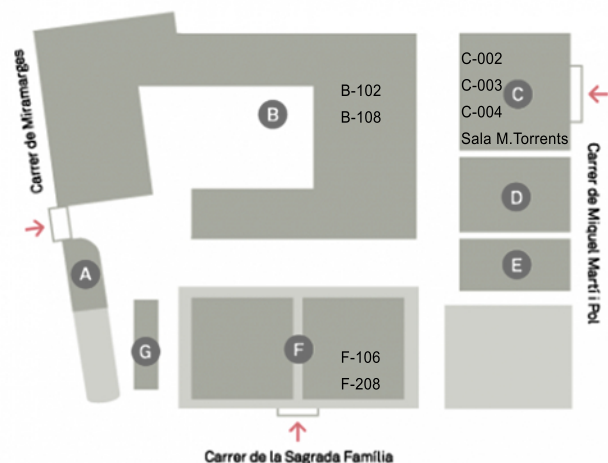 Carrer de Miramarges
B
B-102
B-108
C-002
C-003
C
C-004
Sala M.Torrents
Carrer de Miquel Martí i Pol
D
E
A
G
F
F-106
F-208
Carrer de la Sagrada Família